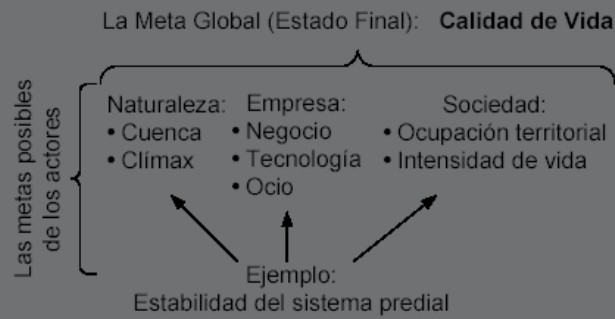 La Meta Global (Estado Final): Calidad de Vida
Las metas posibles
de los actores
Naturaleza:
• Cuenca
• Clímax
Empresa:
• Negocio
• Tecnología
• Ocio
Sociedad:
• Ocupación territorial
• Intensidad de vida
Ejemplo:
Estabilidad del sistema predial